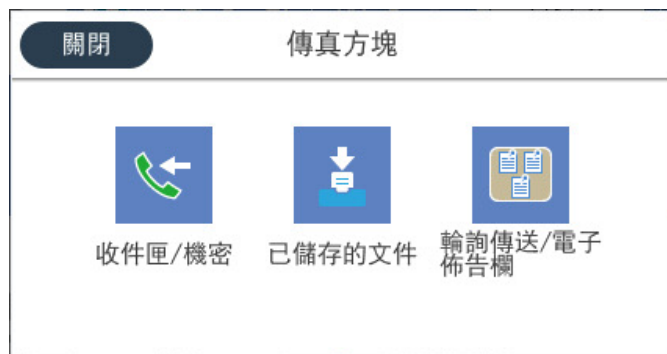 關閉
傳真方塊
收件匣/機密
已儲存的文件
輪詢傳送/電子
佈告欄